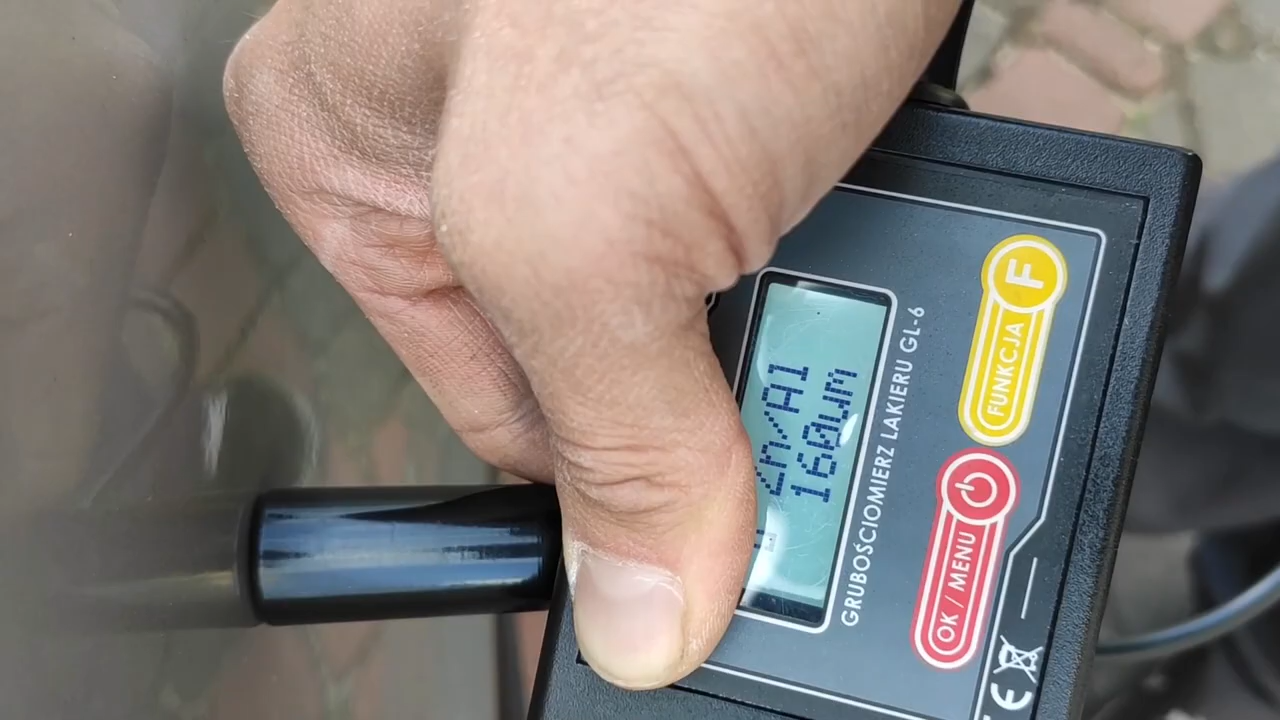 Zn/Al
160um
GRUBOŚCIOMIERZ LAKIERU GL-6
OK / MENU
FUNKCJA F
CE